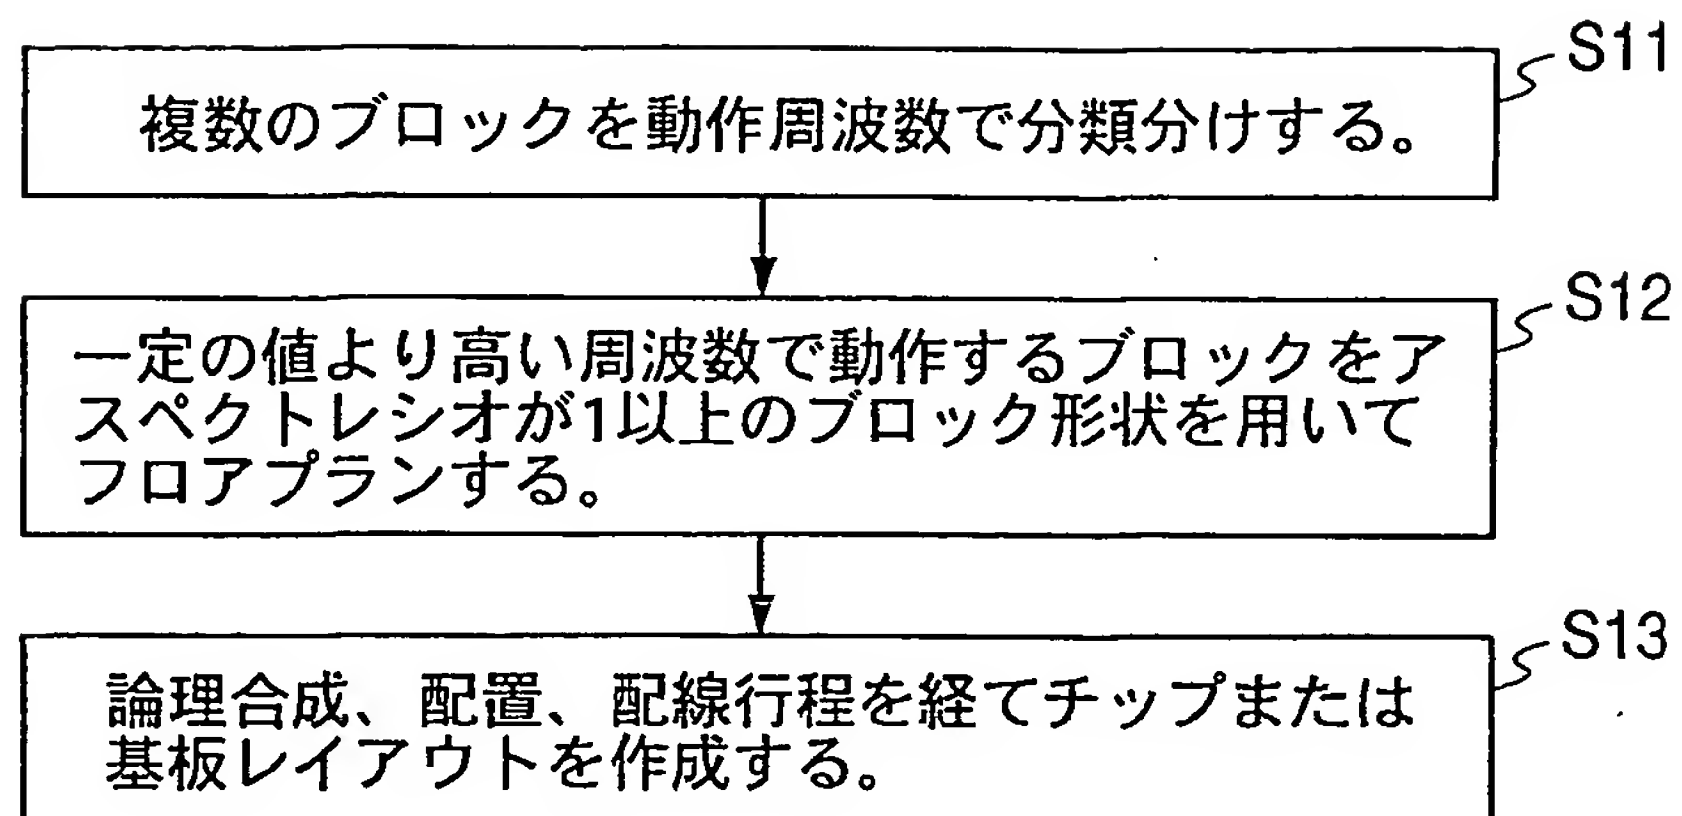 S11
複数のブロックを動作周波数で分類分けする。
S12
一定の値より高い周波数で動作するブロックをア
スペクトレシオが1以上のブロック形状を用いて
フロアプランする。
S13
論理合成、配置、配線行程を経てチップまたは
基板レイアウトを作成する。